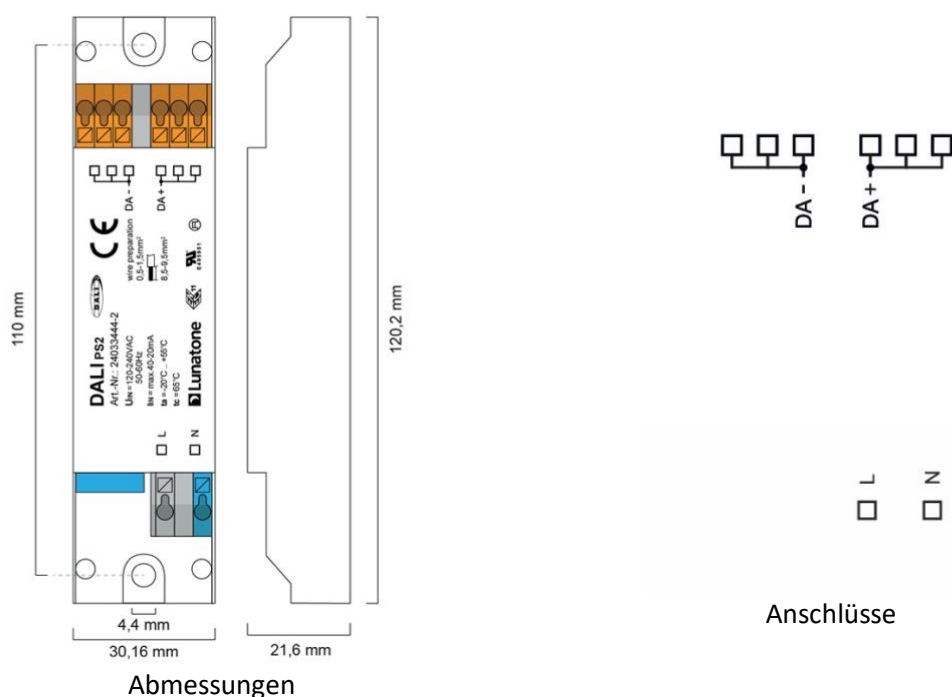 DA -
DA +
CE
wire preparation
0,5-1,5mm²
8,5-9,5mm²
DALI
DALI PS2
Art.-Nr.: 24033444-2
UIN=120-240VAC
50-60Hz
IIN= max.40-20mA
ta=-20°C... +55°C
tc=65°C
Lunatone
L
N
110 mm
120,2 mm
4,4 mm
30,16 mm
21,6 mm
Abmessungen
DA -
DA +
L
N
Anschlüsse